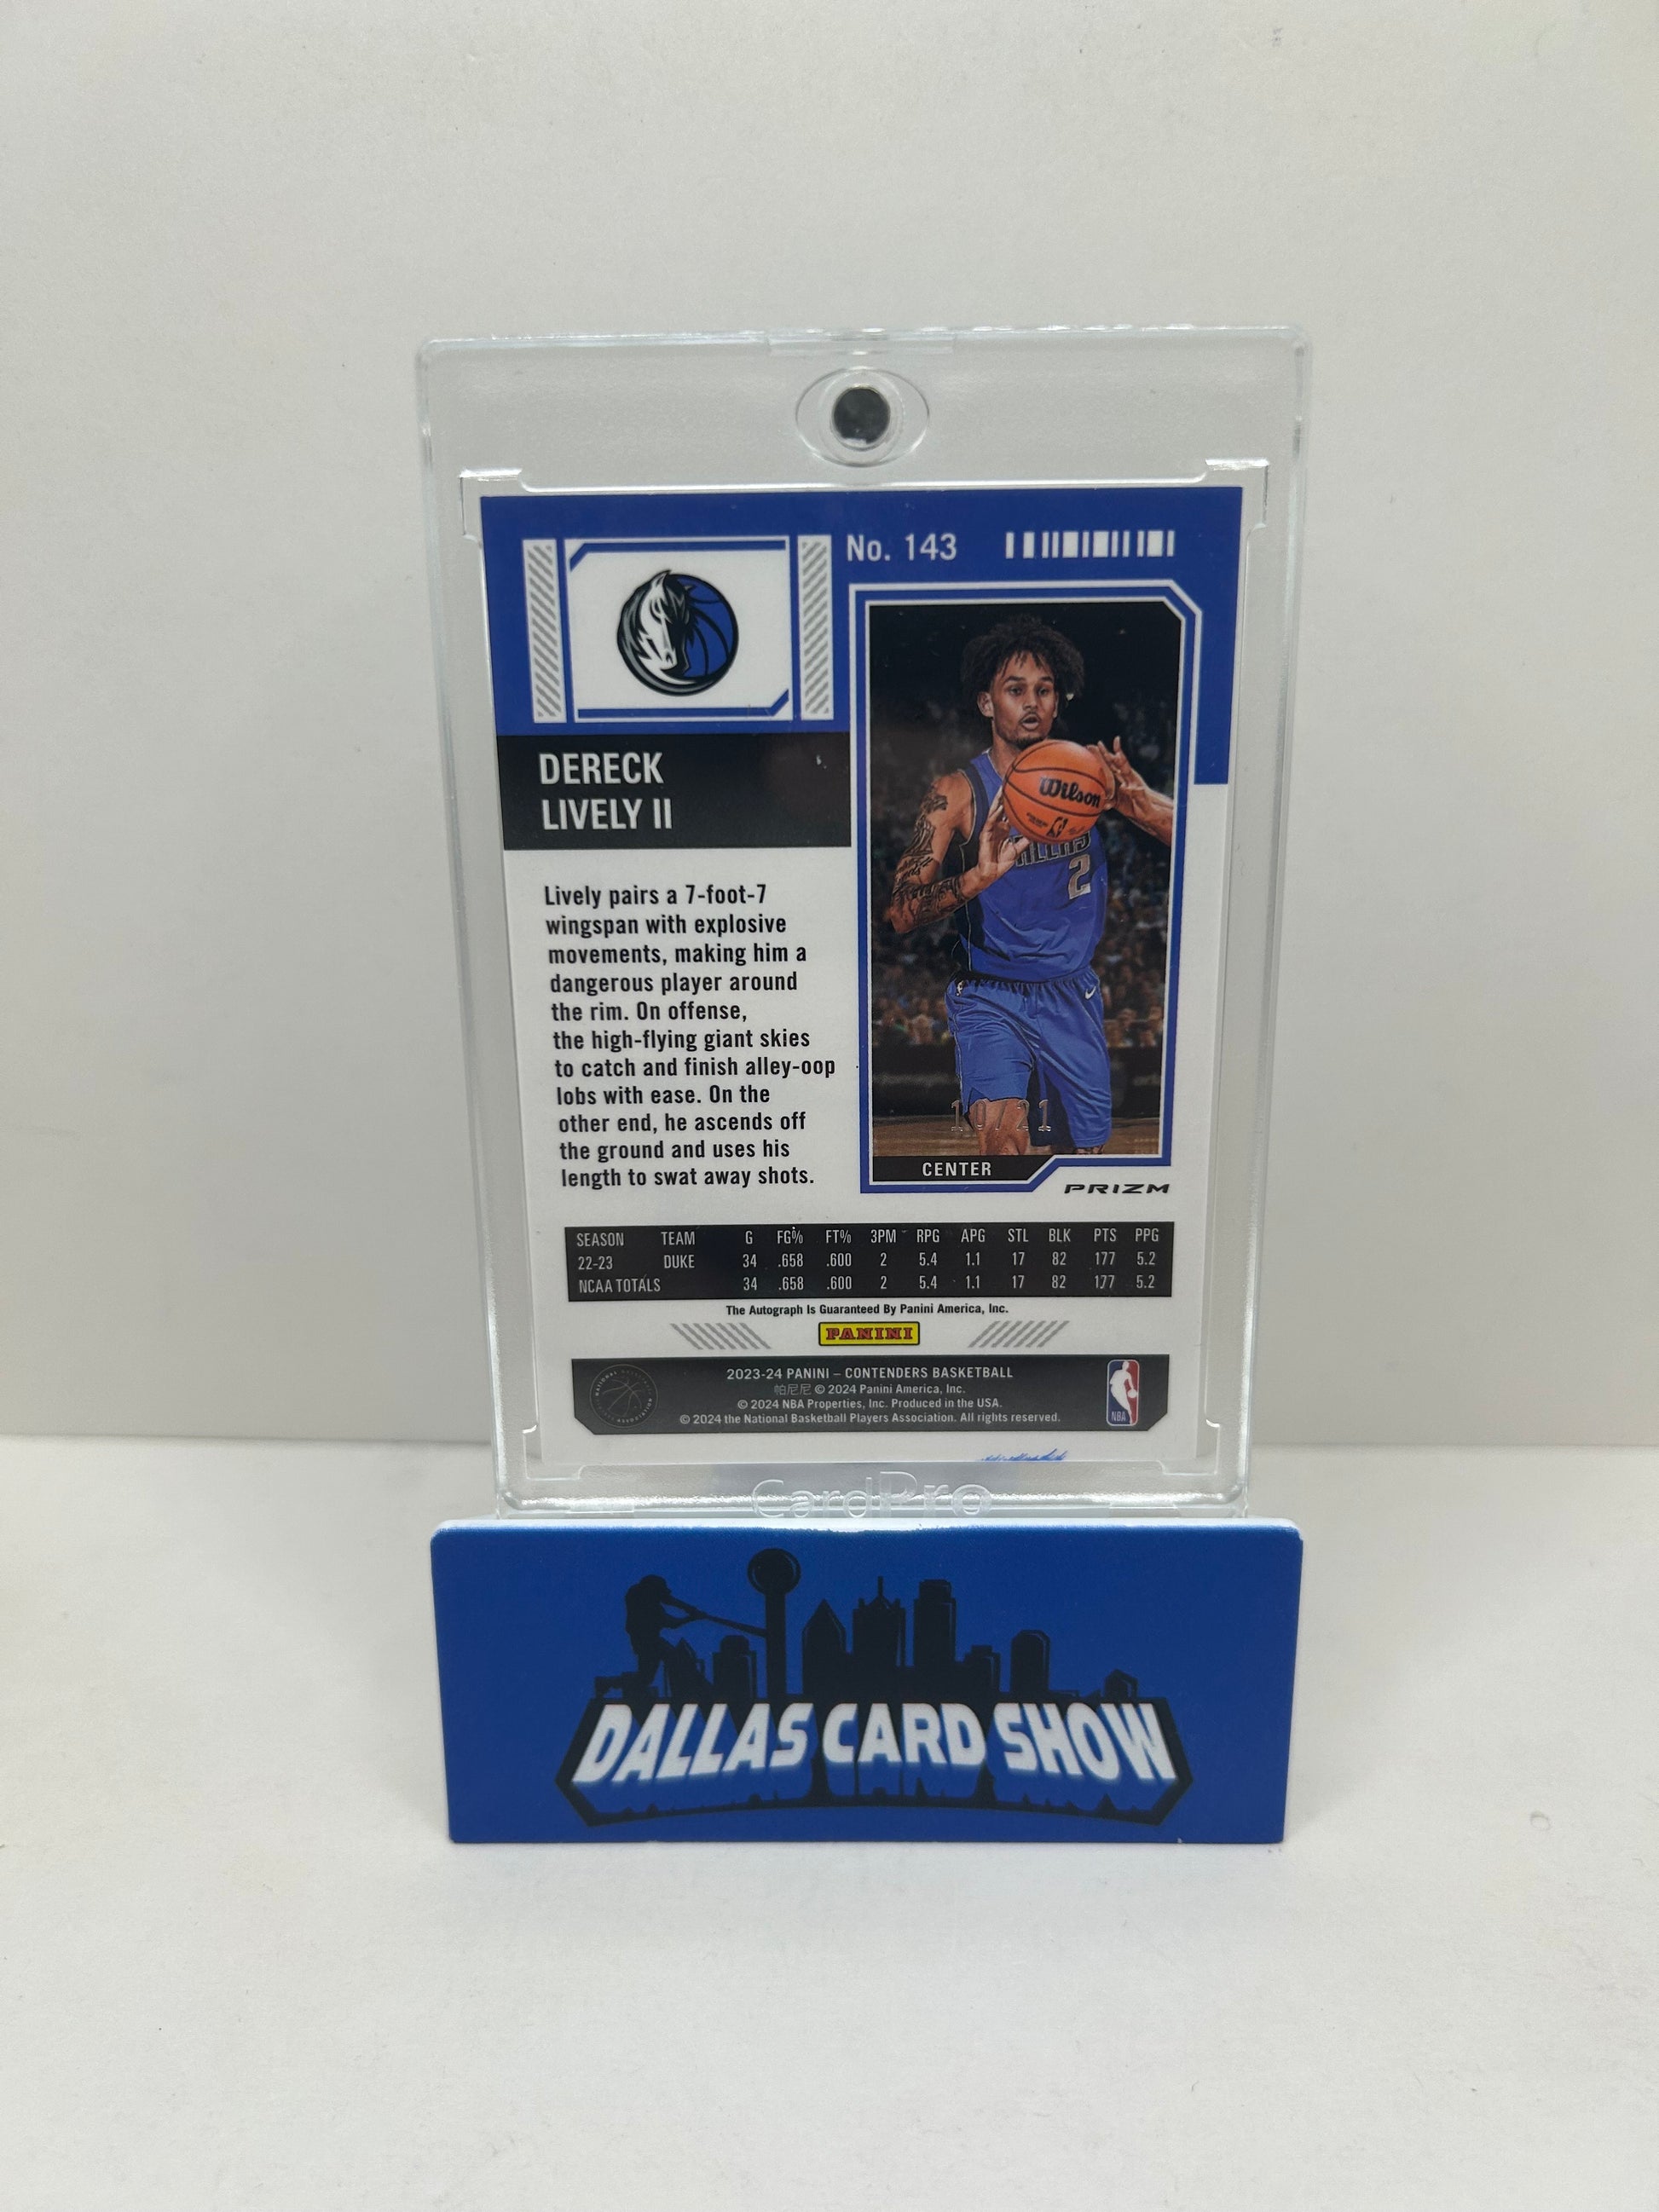 No. 143
DERECK
LIVELY II
Lively pairs a 7-foot-7
wingspan with explosive
movements, making him a
dangerous player around
the rim. On offense,
the high-flying giant skies
to catch and finish alley-oop
lobs with ease. On the
other end, he ascends off
the ground and uses his
length to swat away shots.
Wilson
2
CENTER
PRIZM
SEASON TEAM G FG% FT% 3PM RPG APG STL BLK PTS PPG
22-23 DUKE 34 .658 .600 2 5.4 1.1 17 82 177 5.2
NCAA TOTALS 34 .658 .600 2 5.4 1.1 17 82 177 5.2
The Autograph Is Guaranteed By Panini America, Inc.
PANINI
2023-24 PANINI – CONTENDERS BASKETBALL
帕尼尼 © 2024 Panini America, Inc.
© 2024 NBA Properties, Inc. Produced in the USA.
© 2024 the National Basketball Players Association. All rights reserved.
NBA
CardPro
DALLAS CARD SHOW